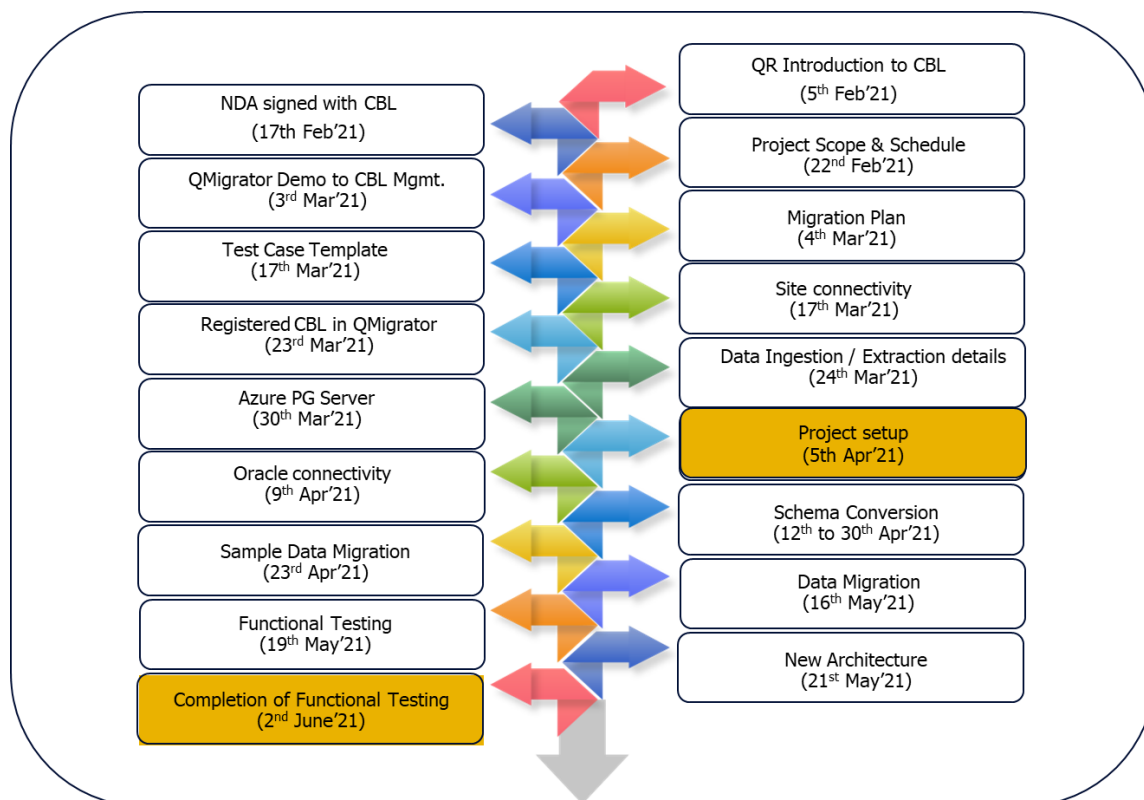 QR Introduction to CBL
(5th Feb’21)
NDA signed with CBL
(17th Feb’21)
Project Scope & Schedule
(22nd Feb’21)
QMigrator Demo to CBL Mgmt.
(3rd Mar’21)
Migration Plan
(4th Mar’21)
Test Case Template
(17th Mar’21)
Site connectivity
(17th Mar’21)
Registered CBL in QMigrator
(23rd Mar’21)
Data Ingestion / Extraction details
(24th Mar’21)
Azure PG Server
(30th Mar’21)
Project setup
(5th Apr’21)
Oracle connectivity
(9th Apr’21)
Schema Conversion
(12th to 30th Apr’21)
Sample Data Migration
(23rd Apr’21)
Data Migration
(16th May’21)
Functional Testing
(19th May’21)
New Architecture
(21st May’21)
Completion of Functional Testing
(2nd June’21)